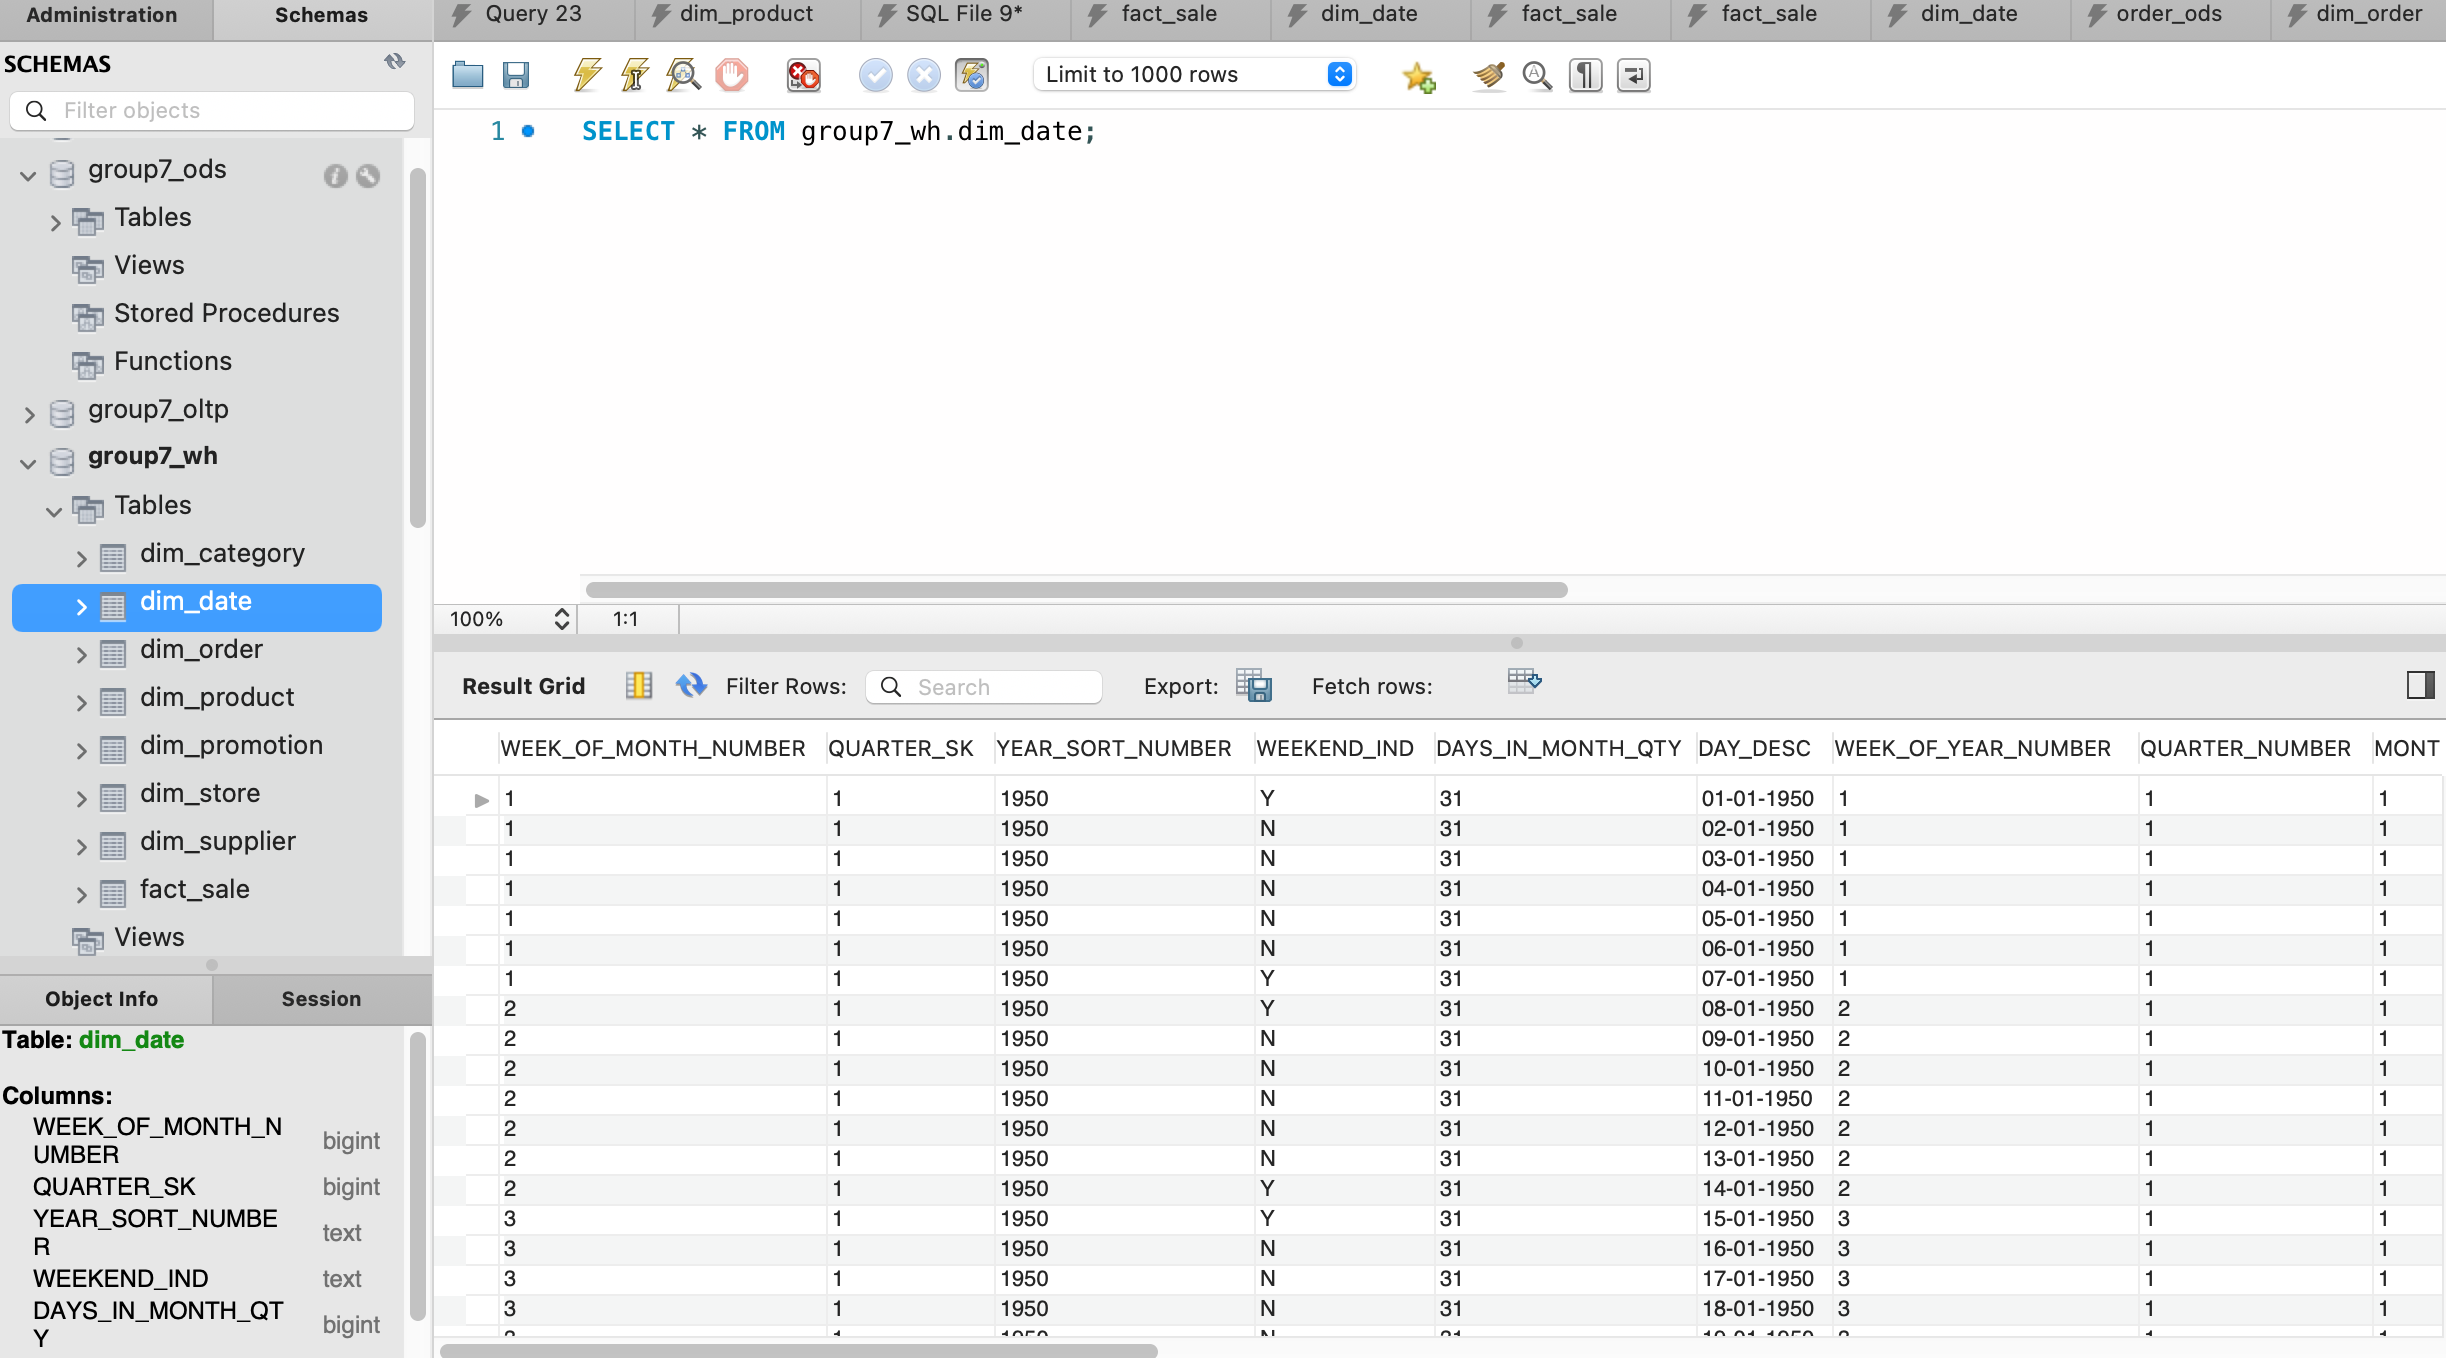 Administration Schemas Query 23 dim_product SQL File 9* fact_sale dim_date fact_sale fact_sale dim_date order_ods dim_order
SCHEMAS
Filter objects
Limit to 1000 rows
group7_ods
Tables
Views
Stored Procedures
Functions
group7_oltp
group7_wh
Tables
dim_category
dim_date
dim_order
dim_product
dim_promotion
dim_store
dim_supplier
fact_sale
Views
Object Info Session
Table: dim_date
Columns:
WEEK_OF_MONTH_N
UMBER bigint
QUARTER_SK bigint
YEAR_SORT_NUMBE
R text
WEEKEND_IND text
DAYS_IN_MONTH_QT
Y bigint
1 SELECT * FROM group7_wh.dim_date;
100% 1:1
Result Grid Filter Rows: Search Export: Fetch rows:
WEEK_OF_MONTH_NUMBER QUARTER_SK YEAR_SORT_NUMBER WEEKEND_IND DAYS_IN_MONTH_QTY DAY_DESC WEEK_OF_YEAR_NUMBER QUARTER_NUMBER MONT
1 1 1950 Y 31 01-01-1950 1 1 1
1 1 1950 N 31 02-01-1950 1 1 1
1 1 1950 N 31 03-01-1950 1 1 1
1 1 1950 N 31 04-01-1950 1 1 1
1 1 1950 N 31 05-01-1950 1 1 1
1 1 1950 N 31 06-01-1950 1 1 1
1 1 1950 Y 31 07-01-1950 1 1 1
2 1 1950 Y 31 08-01-1950 2 1 1
2 1 1950 N 31 09-01-1950 2 1 1
2 1 1950 N 31 10-01-1950 2 1 1
2 1 1950 N 31 11-01-1950 2 1 1
2 1 1950 N 31 12-01-1950 2 1 1
2 1 1950 N 31 13-01-1950 2 1 1
2 1 1950 Y 31 14-01-1950 2 1 1
3 1 1950 Y 31 15-01-1950 3 1 1
3 1 1950 N 31 16-01-1950 3 1 1
3 1 1950 N 31 17-01-1950 3 1 1
3 1 1950 N 31 18-01-1950 3 1 1